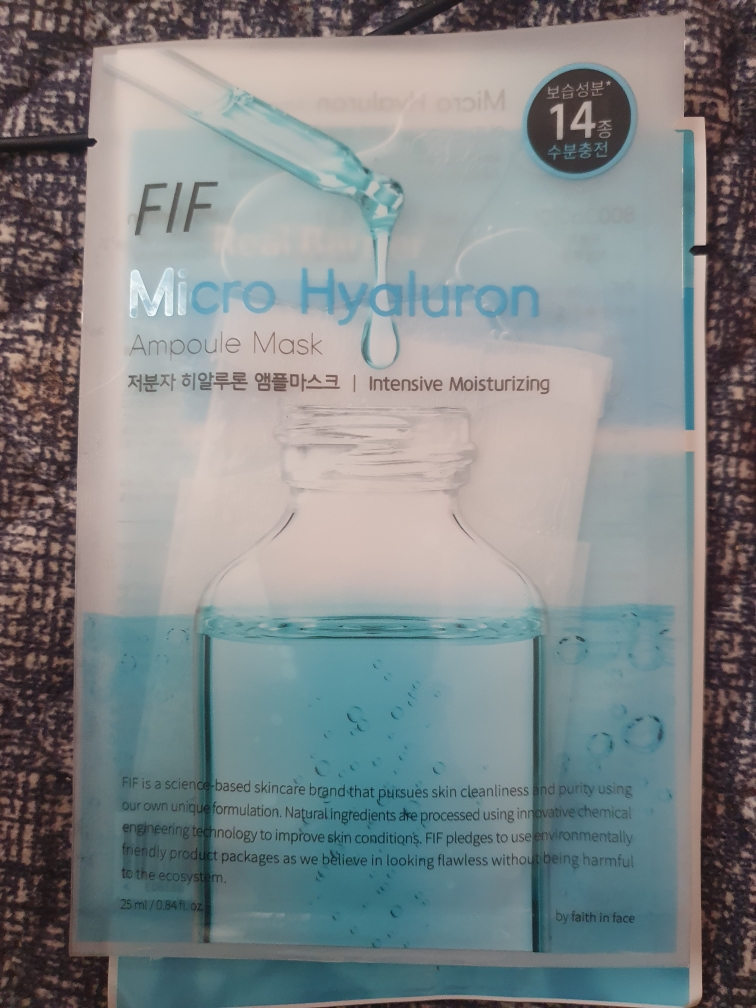 보습성분*
14종
수분충전
FIF
Micro Hyaluron
Ampoule Mask
저분자 히알루론 앰플마스크 | Intensive Moisturizing
FIF is a science-based skincare brand that pursues skin cleanliness and purity using
our own unique formulation. Natural ingredients are processed using innovative chemical
engineering technology to improve skin conditions. FIF pledges to use environmentally
friendly product packages as we believe in looking flawless without being harmful
to the ecosystem.
25 ml / 0.84 fl. oz.
by faith in face